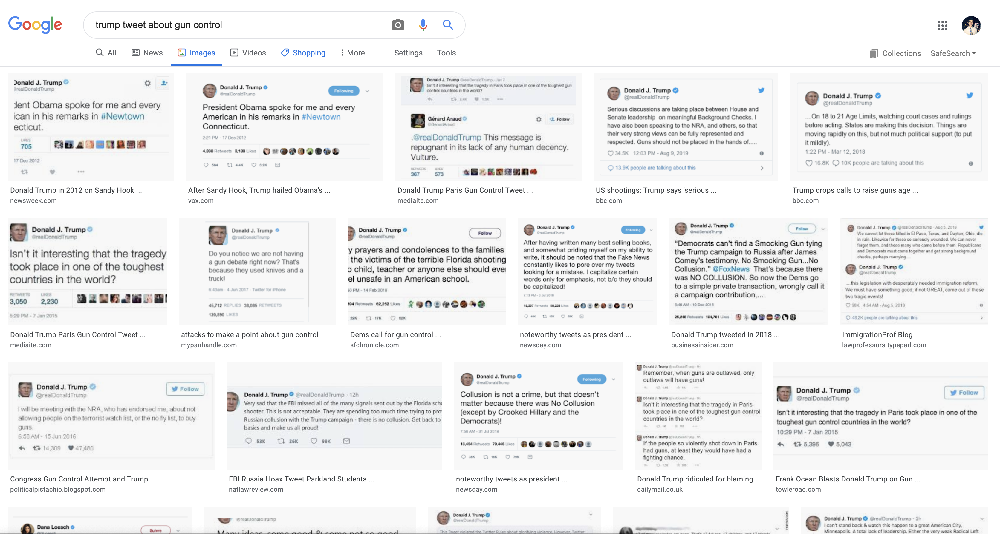 Google
trump tweet about gun control
All News Images Videos Shopping More Settings Tools
Collections SafeSearch
Donald J. Trump
@realDonaldTrump
dent Obama spoke for me and every
ican in his remarks in #Newtown
ecticut.
LIKES
705
17 Dec 2012
Donald Trump in 2012 on Sandy Hook ...
newsweek.com
Donald J. Trump
@realDonaldTrump
Following
President Obama spoke for me and every
American in his remarks in #Newtown
Connecticut.
2:21 PM - 17 Dec 2012
4,396 Retweets 3,188 Likes
564 4.4K 3.2K
After Sandy Hook, Trump hailed Obama's ...
vox.com
Donald J. Trump @realDonaldTrump · Jan 7
Isn't it interesting that the tragedy in Paris took place in one of the toughest gun
control countries in the world?
2.4K 1.8K
Gérard Araud
@GerardAraud
Follow
.@realDonaldTrump This message is
repugnant in its lack of any human decency.
Vulture.
RETWEETS LIKES
367 573
Donald Trump Paris Gun Control Tweet ...
mediaite.com
Donald J. Trump
@realDonaldTrump
Serious discussions are taking place between House and
Senate leadership on meaningful Background Checks. I
have also been speaking to the NRA, and others, so that
their very strong views can be fully represented and
respected. Guns should not be placed in the hands of.....
34.5K 12:03 PM - Aug 9, 2019
13.9K people are talking about this
US shootings: Trump says 'serious ...
bbc.com
Donald J. Trump
@realDonaldTrump
....On 18 to 21 Age Limits, watching court cases and rulings
before acting. States are making this decision. Things are
moving rapidly on this, but not much political support (to put
it mildly).
1:22 PM - Mar 12, 2018
16.8K 10K people are talking about this
Trump drops calls to raise guns age ...
bbc.com
Donald J. Trump
@realDonaldTrump
Isn't it interesting that the tragedy
took place in one of the toughest
countries in the world?
RETWEETS LIKES
3,050 2,230
5:29 PM - 7 Jan 2015
Donald Trump Paris Gun Control Tweet ...
mediaite.com
Donald J. Trump
@realDonaldTrump
Do you notice we are not having
a gun debate right now? That's
because they used knives and a
truck!
6:43am · 4 Jun 2017 · Twitter for iPhone
45,712 REPLIES 38,085 RETWEETS
120,890 LIKES
attacks to make a point about gun control
mypanhandle.com
Donald J. Trump
@realDonaldTrump
Follow
y prayers and condolences to the families
the victims of the terrible Florida shooting
o child, teacher or anyone else should eve
el unsafe in an American school.
50 PM - 14 Feb 2018
394 Retweets 62,252 Likes
22K 17K 62K
Dems call for gun control ...
sfchronicle.com
Donald J. Trump
@realDonaldTrump
Following
After having written many best selling books,
and somewhat priding myself on my ability to
write, it should be noted that the Fake News
constantly likes to pore over my tweets
looking for a mistake. I capitalize certain
words only for emphasis, not b/c they should
be capitalized!
7:13 PM - 3 Jul 2018
15,297 Retweets Likes
noteworthy tweets as president ...
newsday.com
Donald J. Trump
@realDonaldTrump
Follow
“Democrats can't find a Smocking Gun tying
the Trump campaign to Russia after James
Comey's testimony. No Smocking Gun...No
Collusion.” @FoxNews That's because there
was NO COLLUSION. So now the Dems go
to a simple private transaction, wrongly call it
a campaign contribution,...
5:46 AM - 10 Dec 2018
25,248 Retweets 104,781 Likes
Donald Trump tweeted in 2018 ...
businessinsider.com
Donald J. Trump @realDonaldTrump · Aug 5, 2019
We cannot let those killed in El Paso, Texas, and Dayton, Ohio, die
in vain. Likewise for those so seriously wounded. We can never
forget them, and those many who came before them. Republicans
and Democrats must come together and get strong background
checks, perhaps marrying....
Donald J. Trump
@realDonaldTrump
....this legislation with desperately needed immigration reform.
We must have something good, if not GREAT, come out of these
two tragic events!
90K 4:54 AM - Aug 5, 2019
48.2K people are talking about this
ImmigrationProf Blog
lawprofessors.typepad.com
Donald J. Trump
@realDonaldTrump
Follow
I will be meeting with the NRA, who has endorsed me, about not
allowing people on the terrorist watch list, or the no fly list, to buy
guns.
6:50 AM - 15 Jun 2016
14,309 47,480
Congress Gun Control Attempt and Trump ...
politicalpistachio.blogspot.com
Donald J. Trump @realDonaldTrump · 12h
Very sad that the FBI missed all of the many signals sent out by the Florida sch
shooter. This is not acceptable. They are spending too much time trying to pro
Russian collusion with the Trump campaign - there is no collusion. Get back to
basics and make us all proud!
53K 26K 98K
FBI Russia Hoax Tweet Parkland Students ...
natlawreview.com
Donald J. Trump
@realDonaldTrump
Following
Collusion is not a crime, but that doesn't
matter because there was No Collusion
(except by Crooked Hillary and the
Democrats)!
7:58 AM - 31 Jul 2018
18,454 Retweets 79,446 Likes
38K 18K 79K
noteworthy tweets as president ...
newsday.com
Donald J. Trump @realDonaldTrump · 9h
Remember, when guns are outlawed, only
outlaws will have guns!
1.1K 1K
Donald J. Trump @realDonaldTrump · 9h
Isn't it interesting that the tragedy in Paris
took place in one of the toughest gun control
countries in the world?
1K 752
Donald J. Trump @realDonaldTrump · 9h
If the people so violently shot down in Paris
had guns, at least they would have had a
fighting chance.
Donald Trump ridiculed for blaming...
dailymail.co.uk
Donald J. Trump
@realDonaldTrump
Follow
Isn't it interesting that the tragedy in Paris took place in one of the
toughest gun control countries in the world?
10:29 PM - 7 Jan 2015
5,396 5,043
Frank Ocean Blasts Donald Trump on Gun ...
towleroad.com
Dana Loesch
@DLoesch
Suivre
@realDonaldTrump
Many ideas, some good & some not so good
Donald J. Trump
@realDonaldTrump
This Tweet violated the Twitter Rules about glorifying violence. However, Twitter
Donald J. Trump @realDonaldTrump · 2h
I can't stand back & watch this happen to a great American City,
Minneapolis. A total lack of leadership. Either the very weak Radical Left